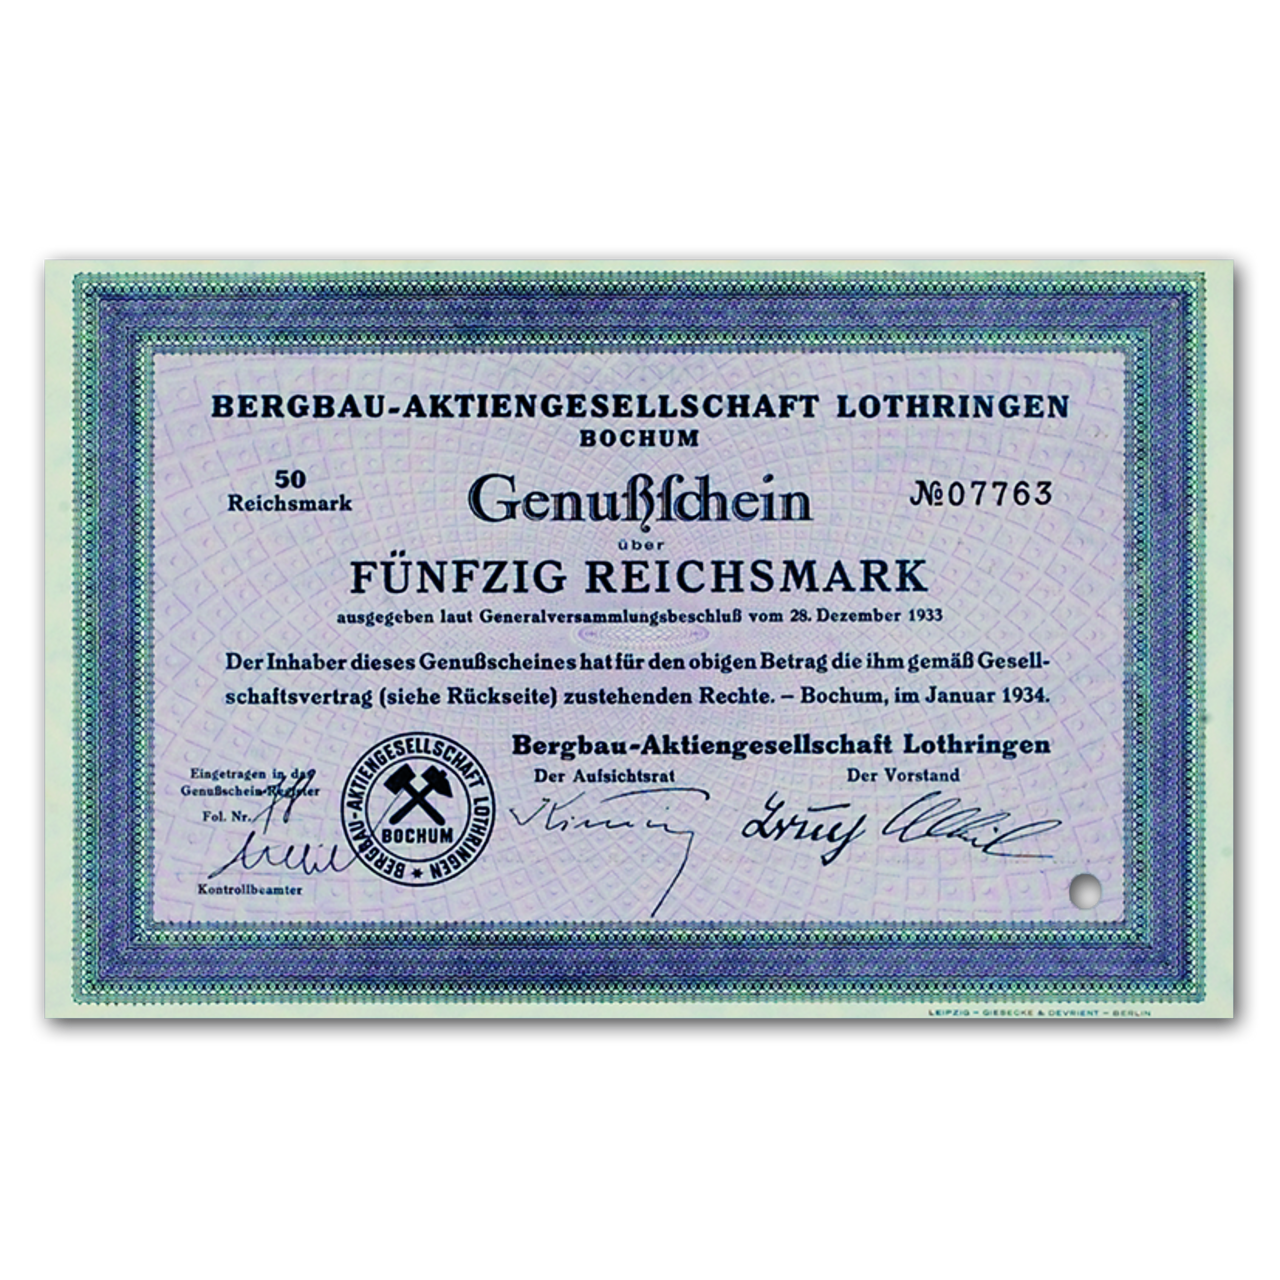 BERGBAU-AKTIENGESELLSCHAFT LOTHRINGEN
BOCHUM
50
Reichsmark
Genußſchein
№ 07763
über
FÜNFZIG REICHSMARK
ausgegeben laut Generalversammlungsbeschluß vom 28. Dezember 1933
Der Inhaber dieses Genußscheines hat für den obigen Betrag die ihm gemäß Gesell-
schaftsvertrag (siehe Rückseite) zustehenden Rechte. – Bochum, im Januar 1934.
Bergbau-Aktiengesellschaft Lothringen
Der Aufsichtsrat
Der Vorstand
Eingetragen in das
Genußschein-Register
Fol. Nr.
Kontrollbeamter
BERGBAU-AKTIENGESELLSCHAFT LOTHRINGEN
BOCHUM
LEIPZIG – GIESECKE & DEVRIENT – BERLIN